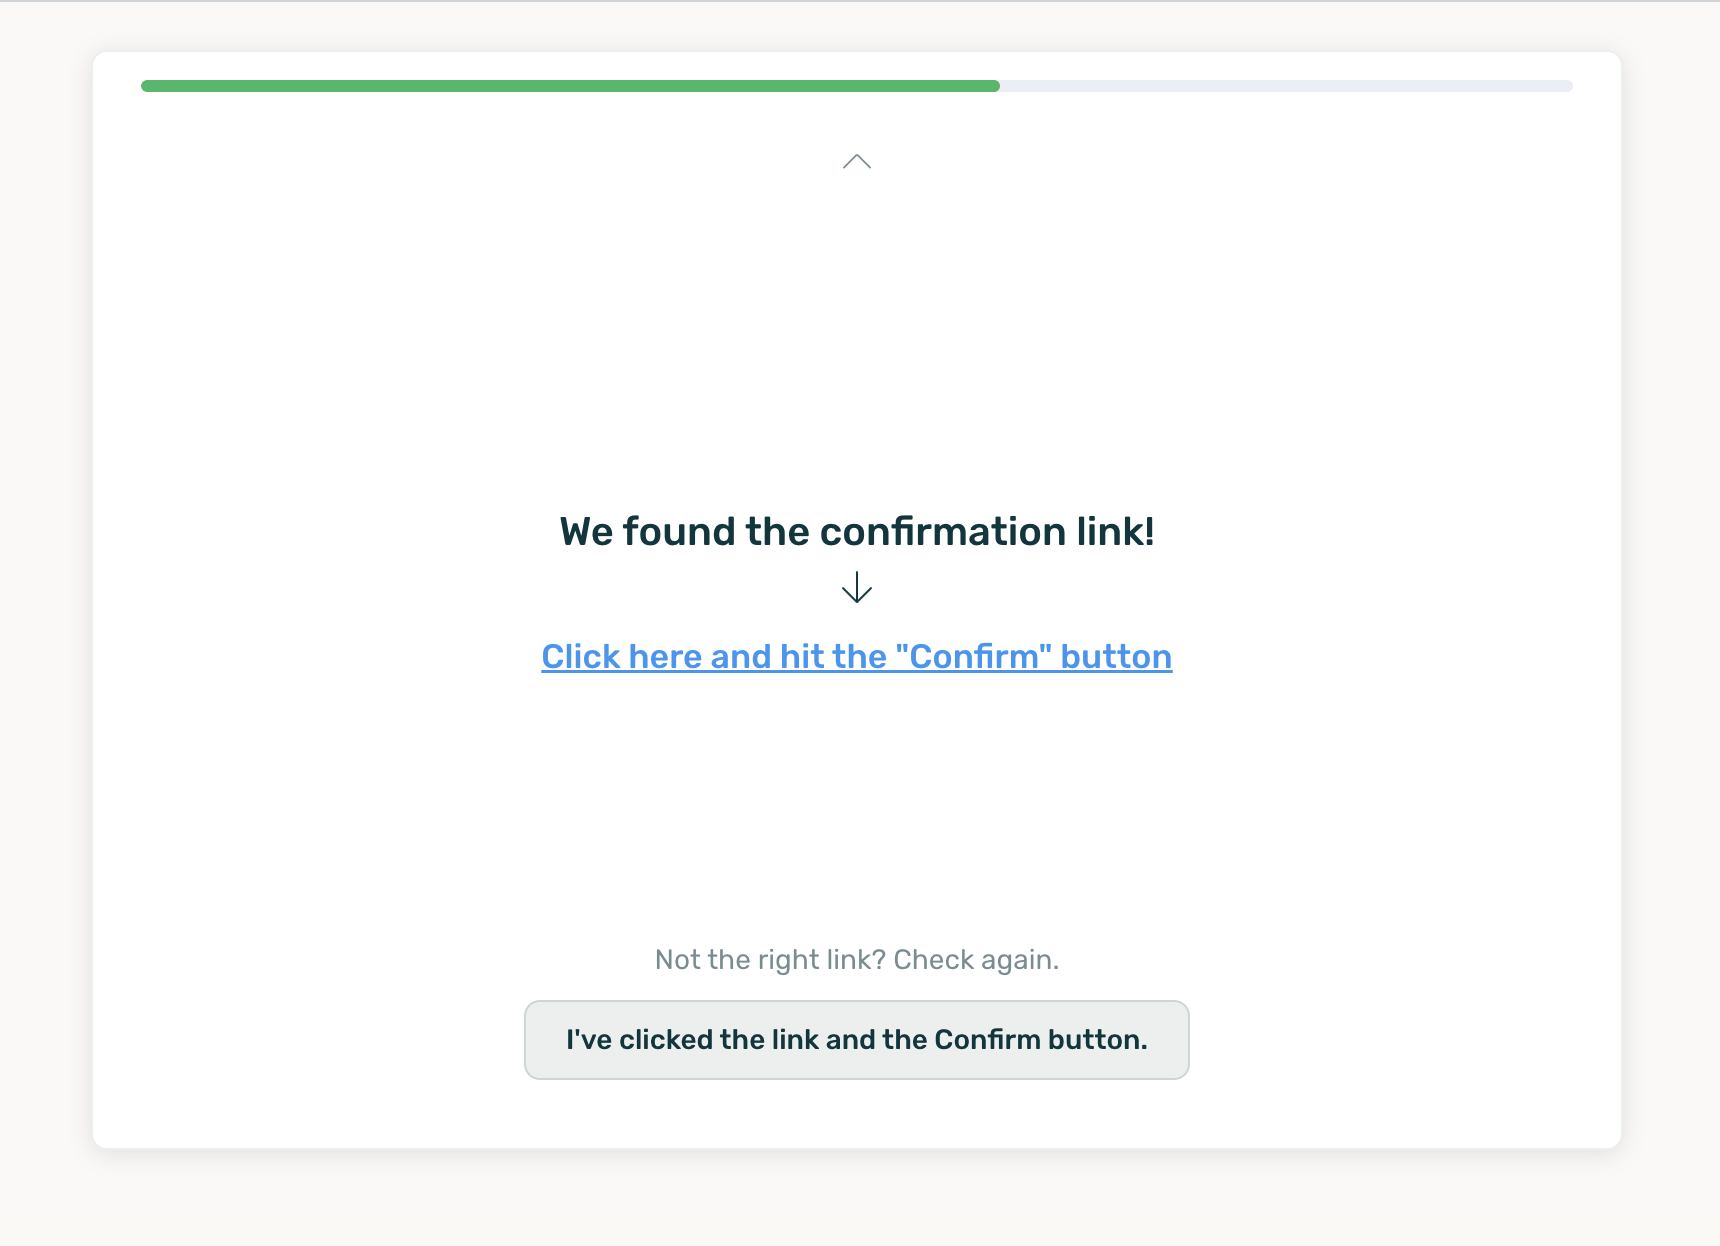 We found the confirmation link!
Click here and hit the "Confirm" button
Not the right link? Check again.
I've clicked the link and the Confirm button.